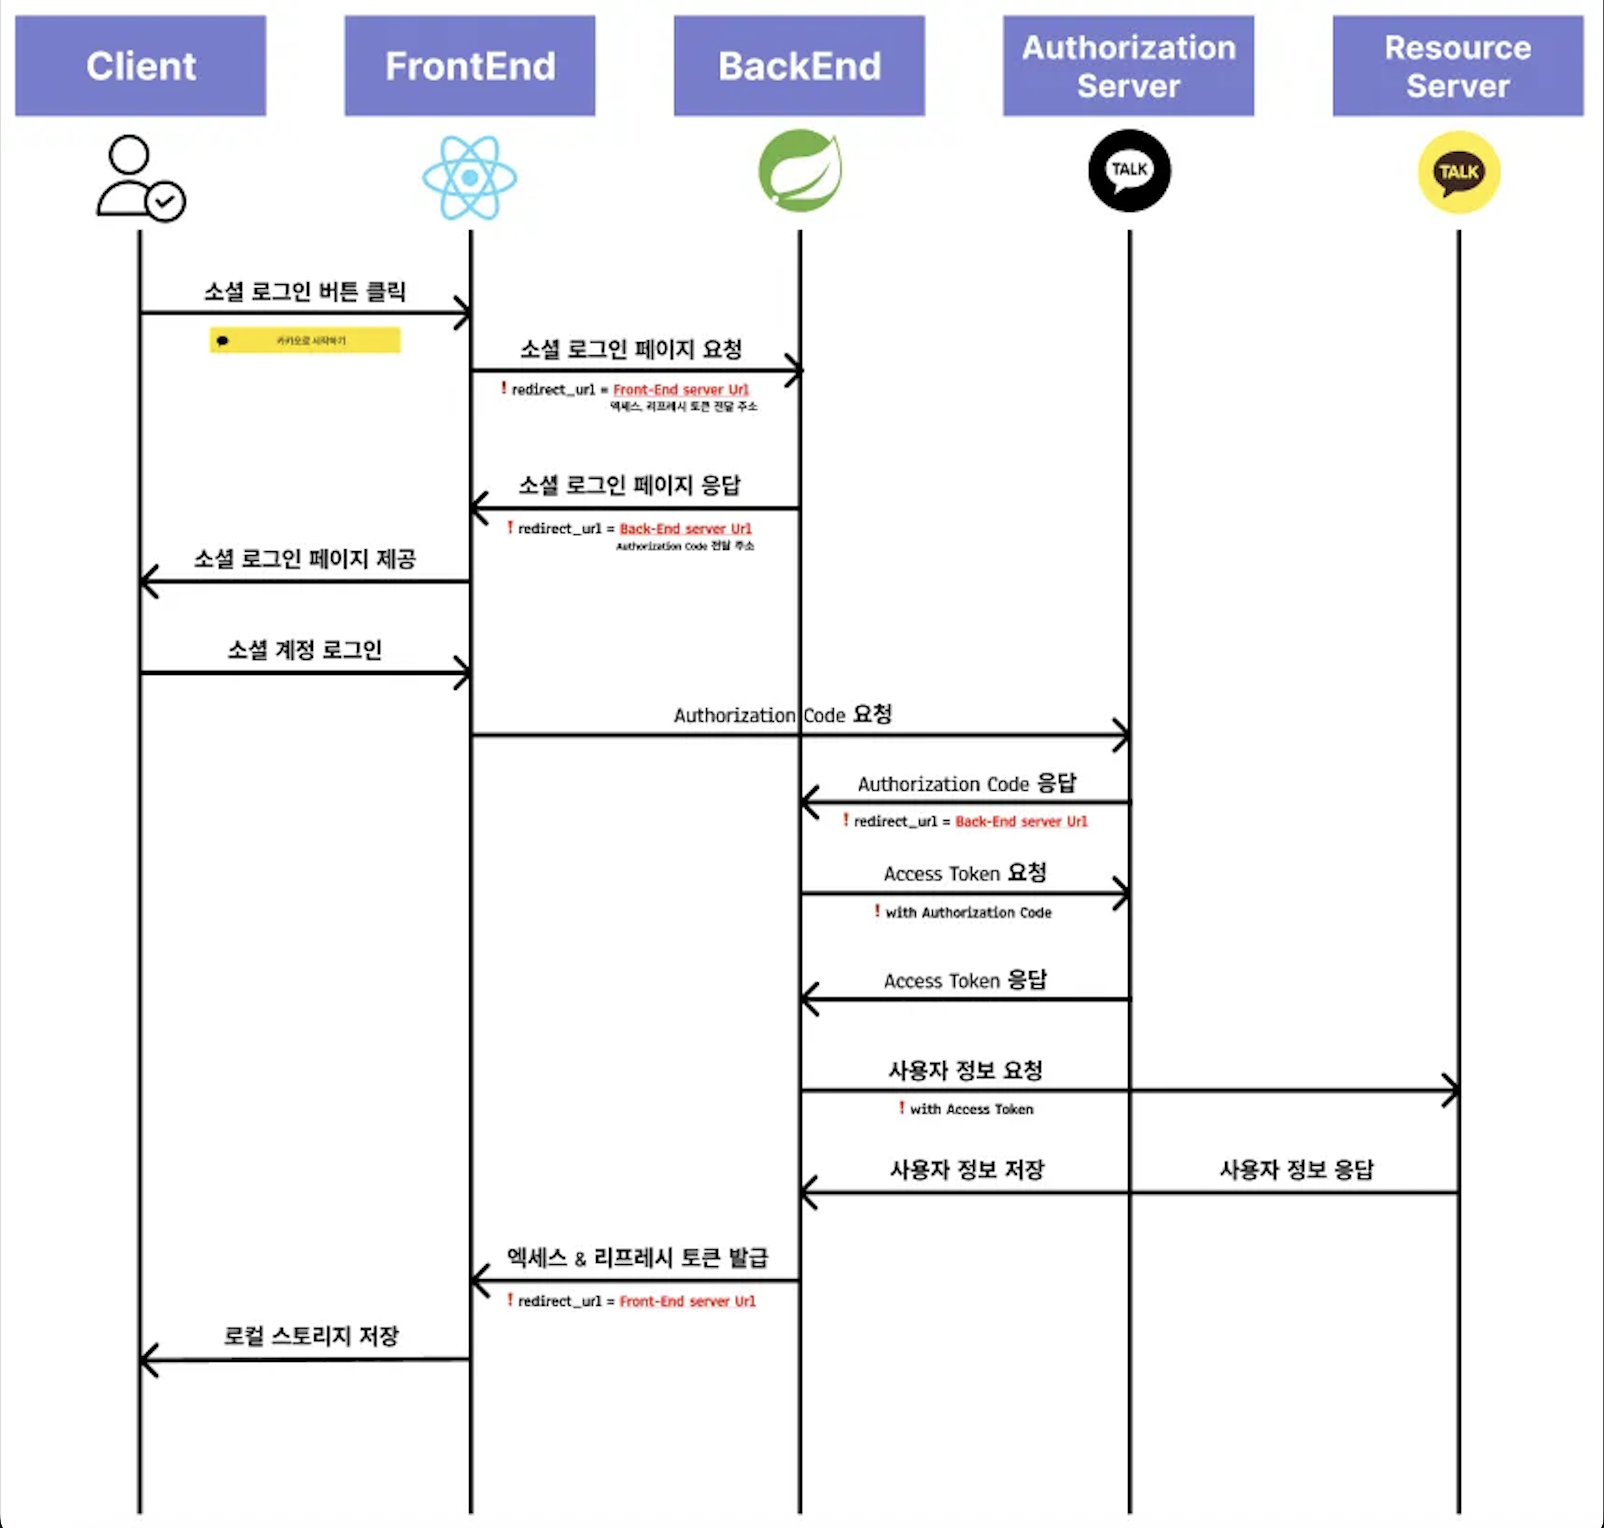 Client
FrontEnd
BackEnd
Authorization
Server
Resource
Server
TALK
TALK
소셜 로그인 버튼 클릭
카카오로 시작하기
소셜 로그인 페이지 요청
! redirect_url = Front-End server Url
엑세스, 리프레시 토큰 전달 주소
소셜 로그인 페이지 응답
! redirect_url = Back-End server Url
Authorization Code 전달 주소
소셜 로그인 페이지 제공
소셜 계정 로그인
Authorization Code 요청
Authorization Code 응답
! redirect_url = Back-End server Url
Access Token 요청
! with Authorization Code
Access Token 응답
사용자 정보 요청
! with Access Token
사용자 정보 저장
사용자 정보 응답
엑세스 & 리프레시 토큰 발급
! redirect_url = Front-End server Url
로컬 스토리지 저장